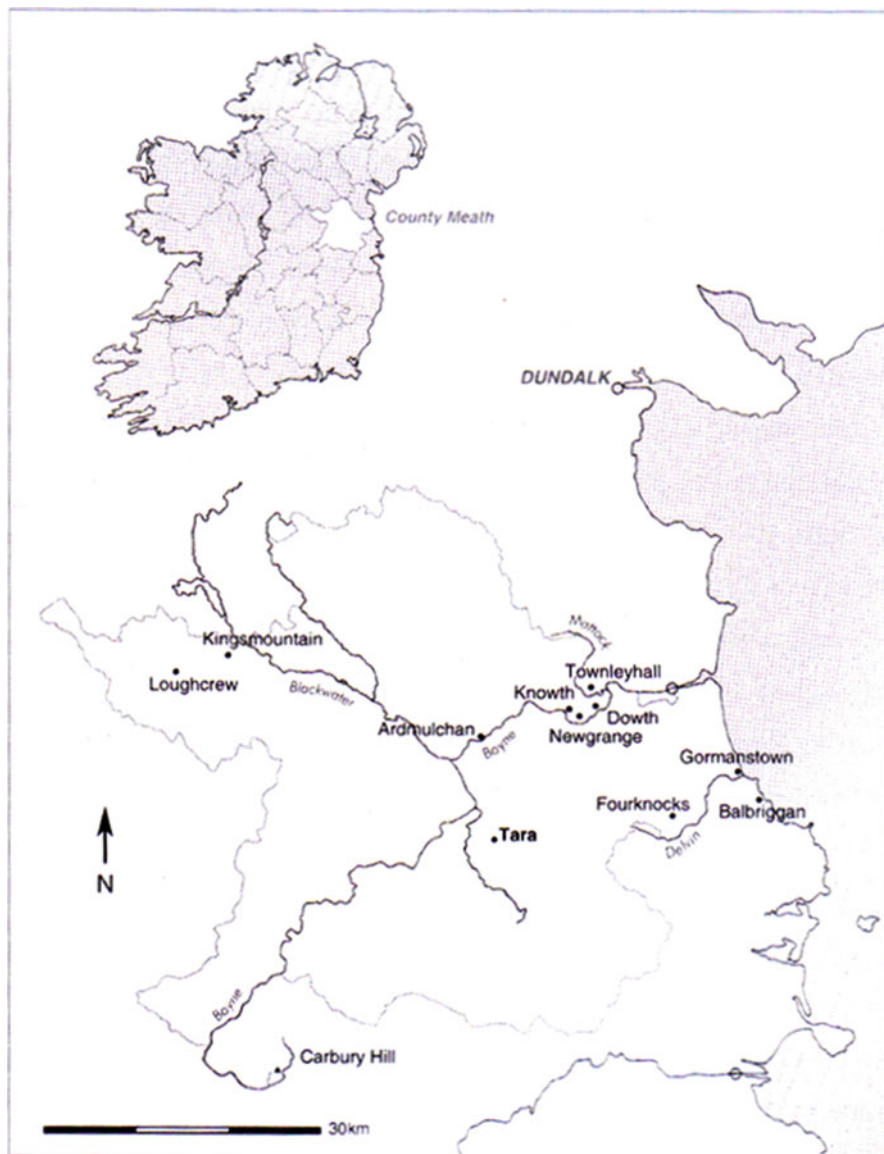 County Meath
DUNDALK
Mattock
Kingsmountain
Townleyhall
Loughcrew
Blackwater
Knowth
Dowth
Ardmulchan
Newgrange
Boyne
Gormanstown
Fourknocks
Balbriggan
Tara
Delvin
N
Boyne
Carbury Hill
30km